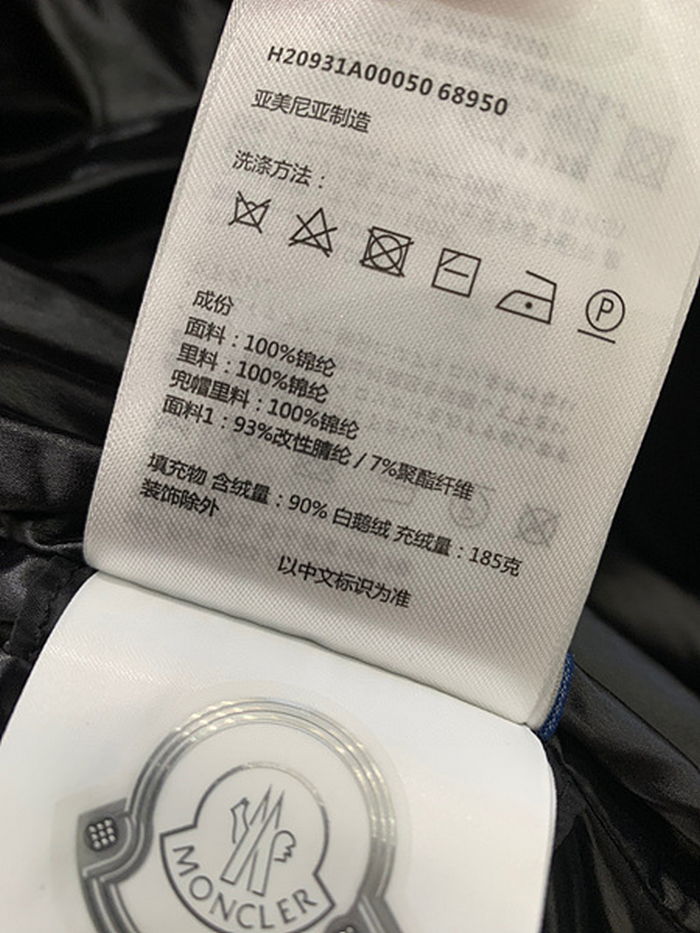 H20931A00050 68950
亚美尼亚制造
洗涤方法：
P
成份
面料：100%锦纶
里料：100%锦纶
兜帽里料：100%锦纶
面料1：93%改性腈纶 / 7%聚酯纤维
填充物 含绒量：90% 白鹅绒 充绒量：185克
装饰除外
以中文标识为准
MONCLER